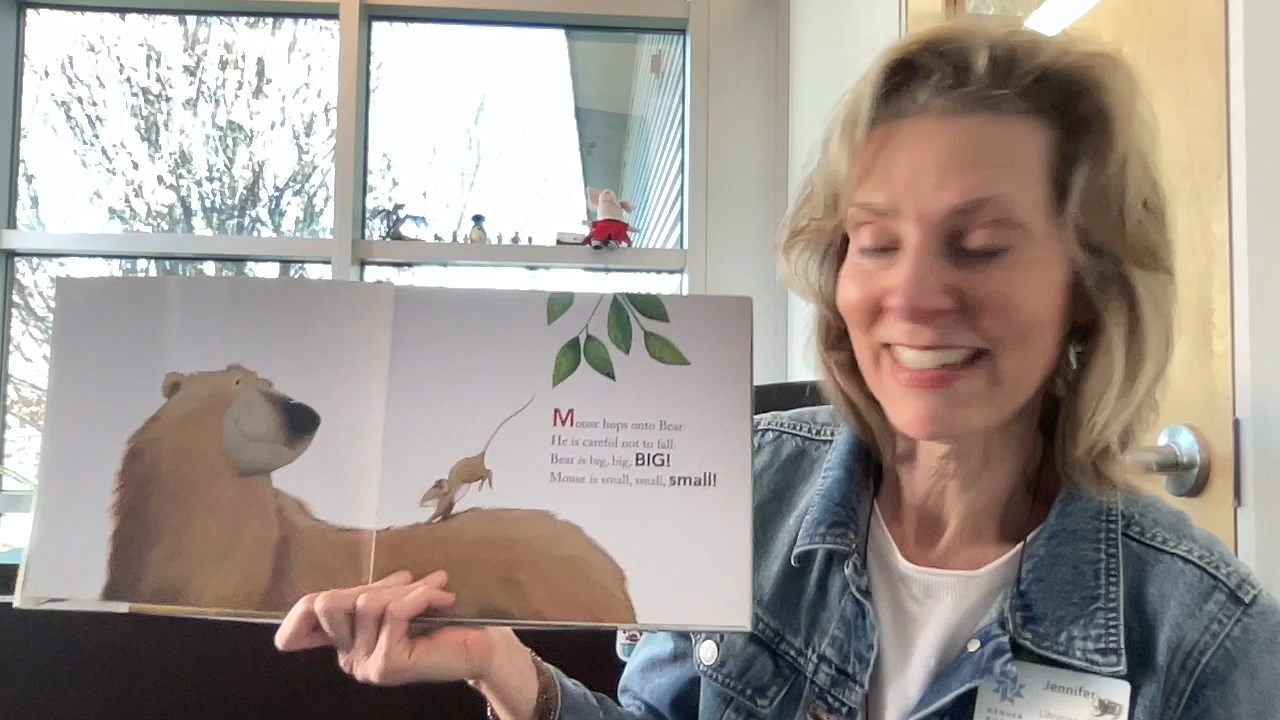 Mouse hops onto Bear
He is careful not to fall.
Bear is big, big, BIG!
Mouse is small, small, small!
Jennifer
DENVER